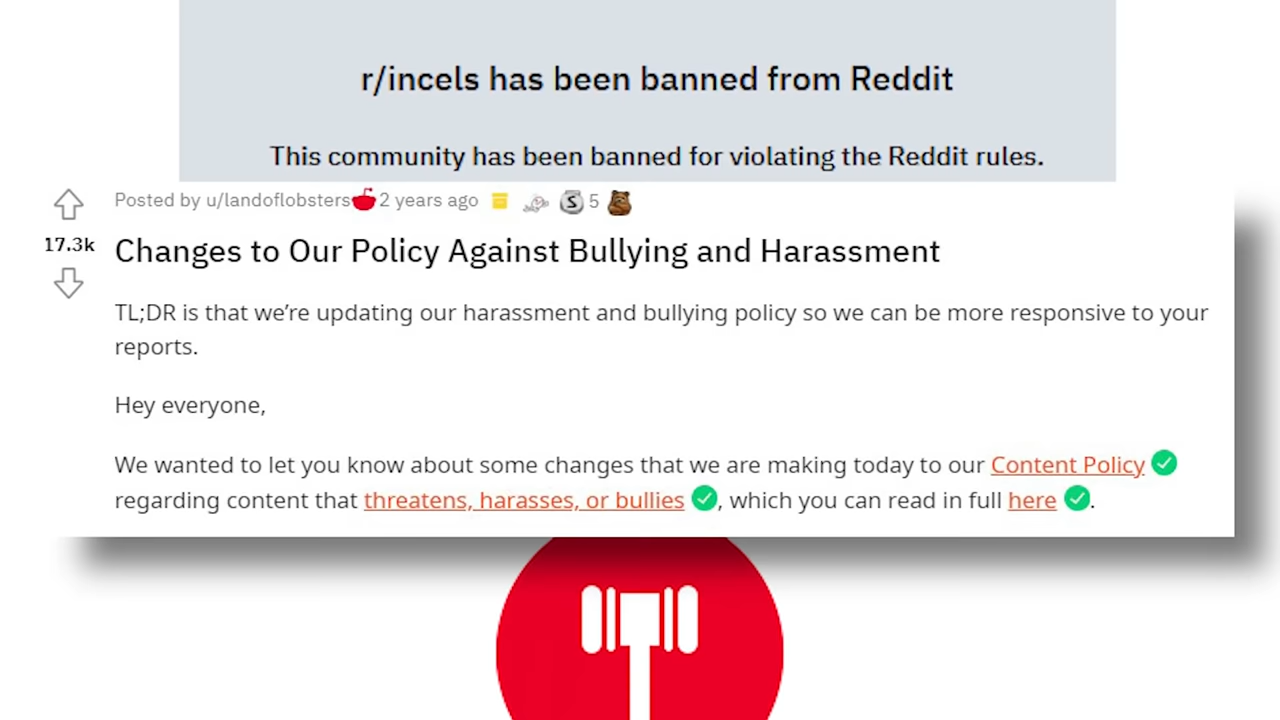 r/incels has been banned from Reddit
This community has been banned for violating the Reddit rules.
Posted by u/landoflobsters 2 years ago S 5
17.3k
Changes to Our Policy Against Bullying and Harassment
TL;DR is that we’re updating our harassment and bullying policy so we can be more responsive to your
reports.
Hey everyone,
We wanted to let you know about some changes that we are making today to our Content Policy
regarding content that threatens, harasses, or bullies, which you can read in full here.